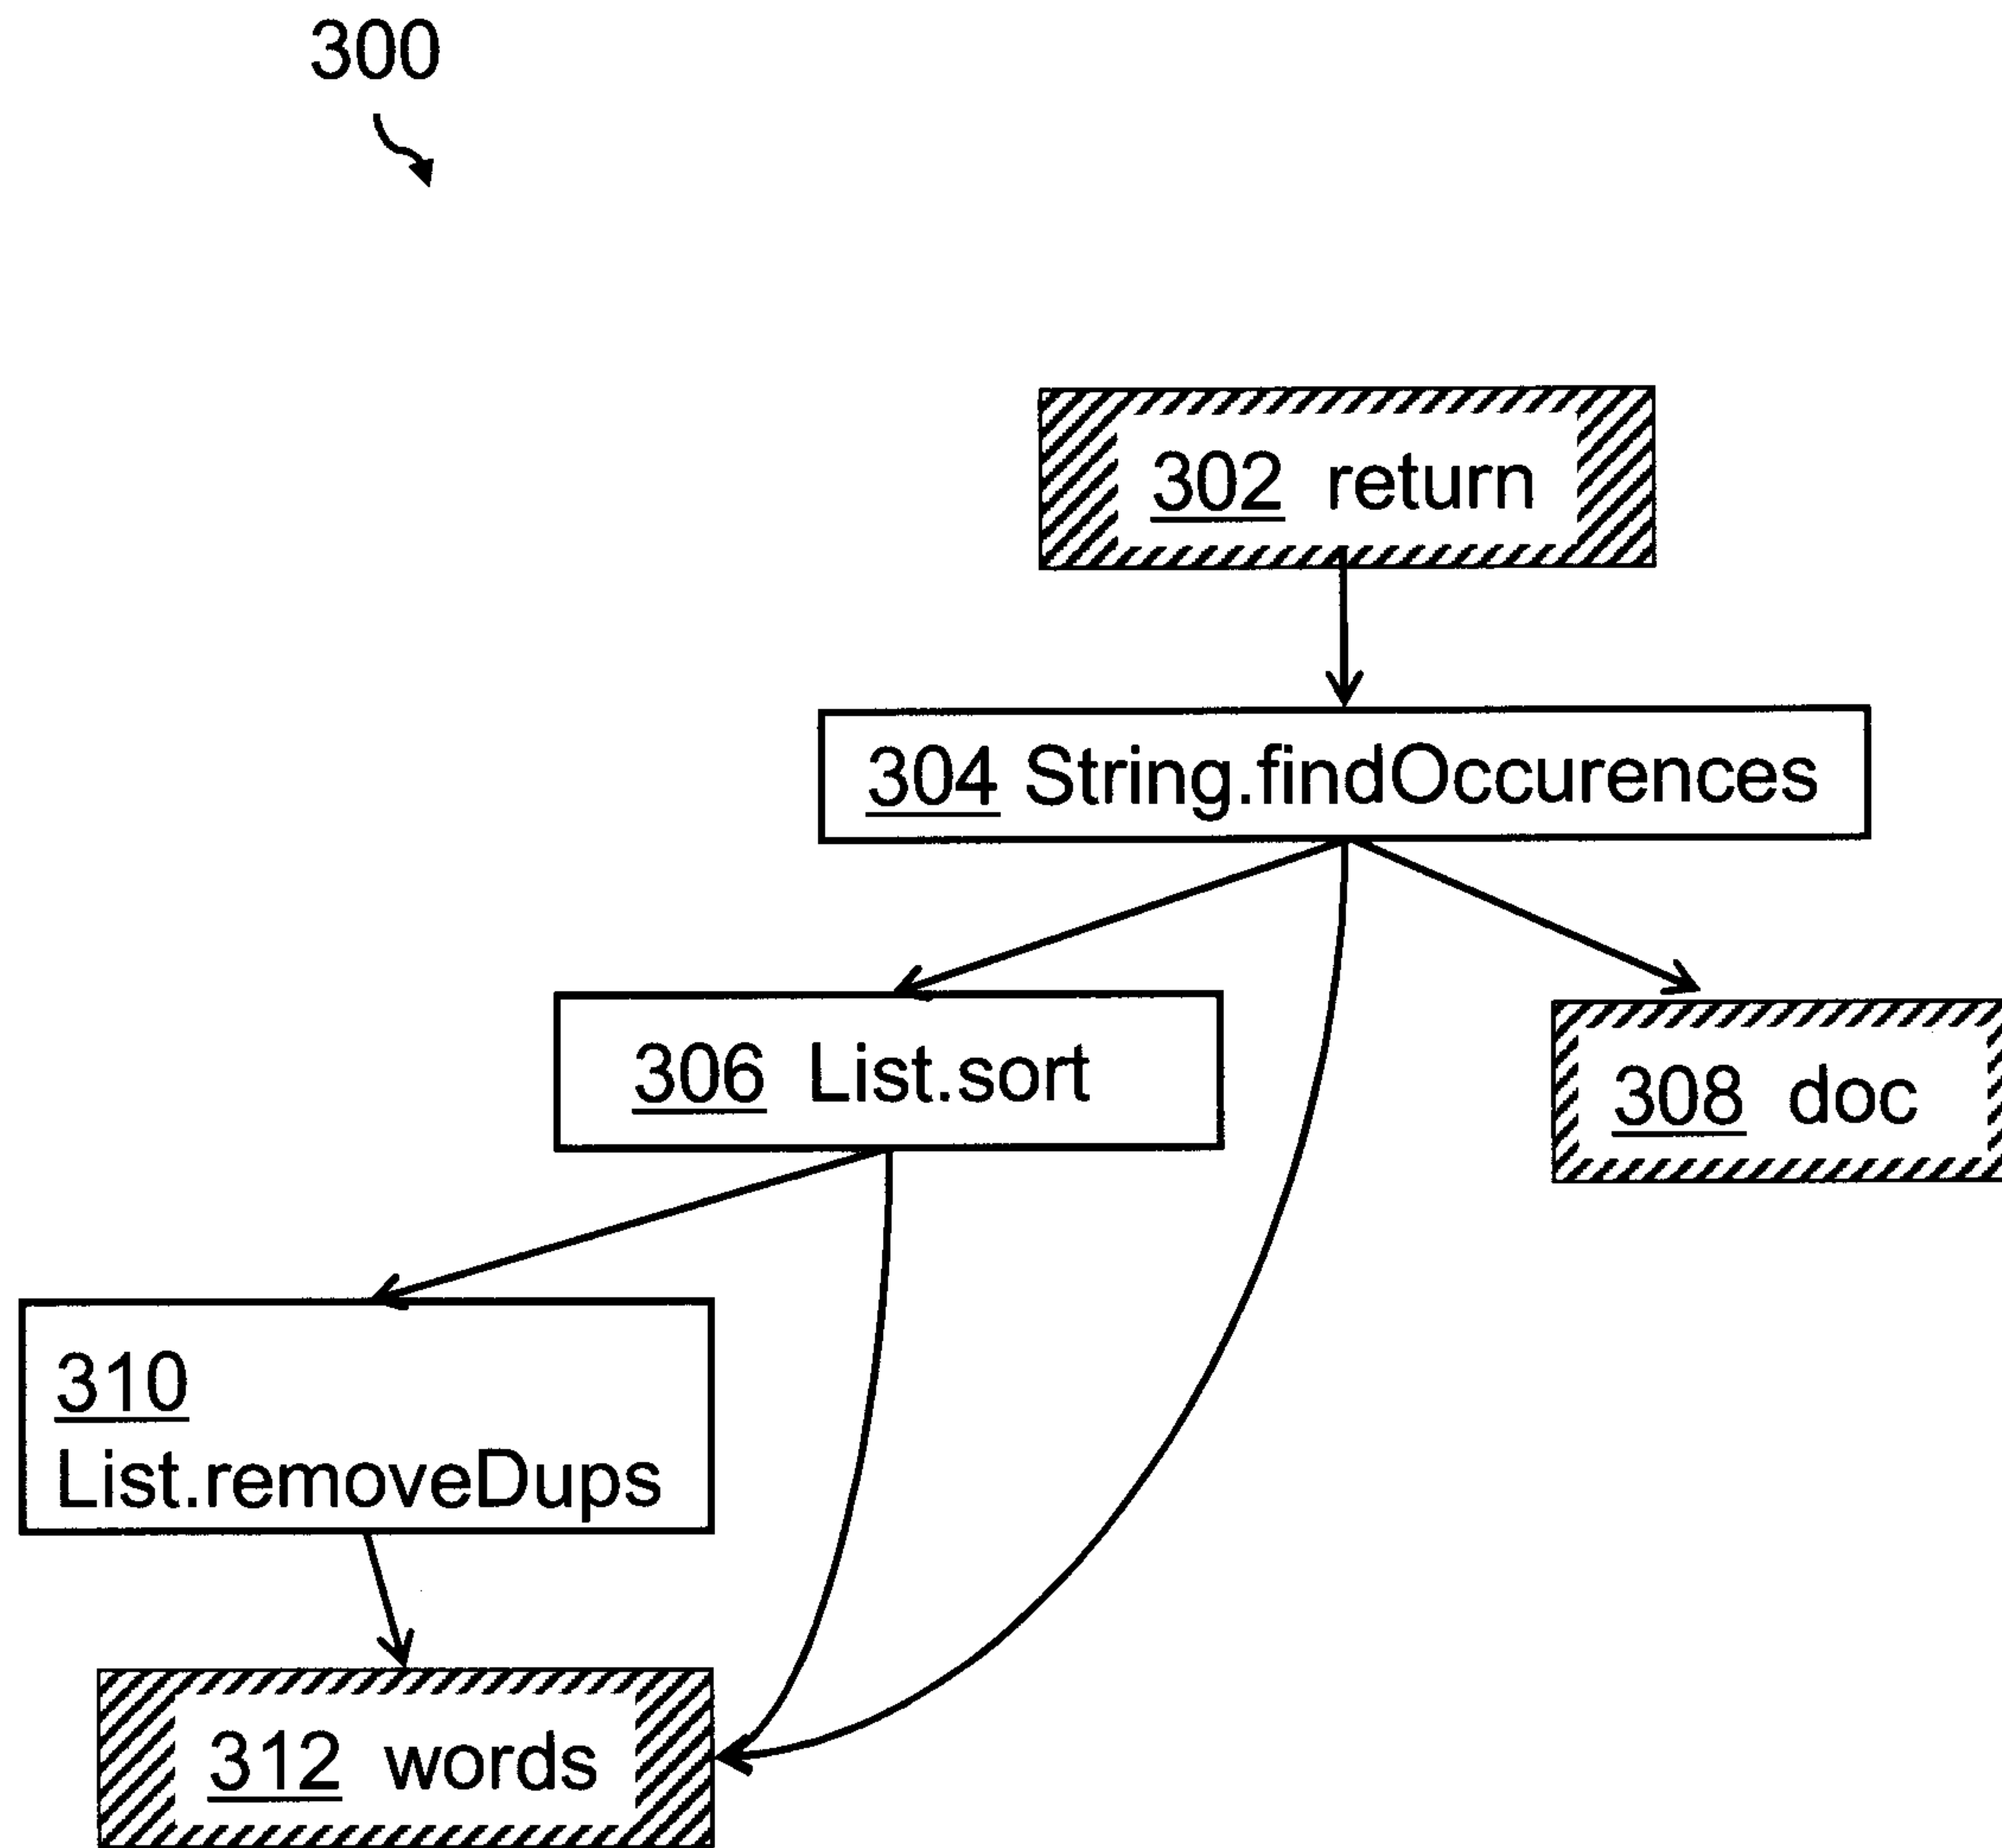 300
302 return
304 String.findOccurences
306 List.sort
308 doc
310
List.removeDups
312 words